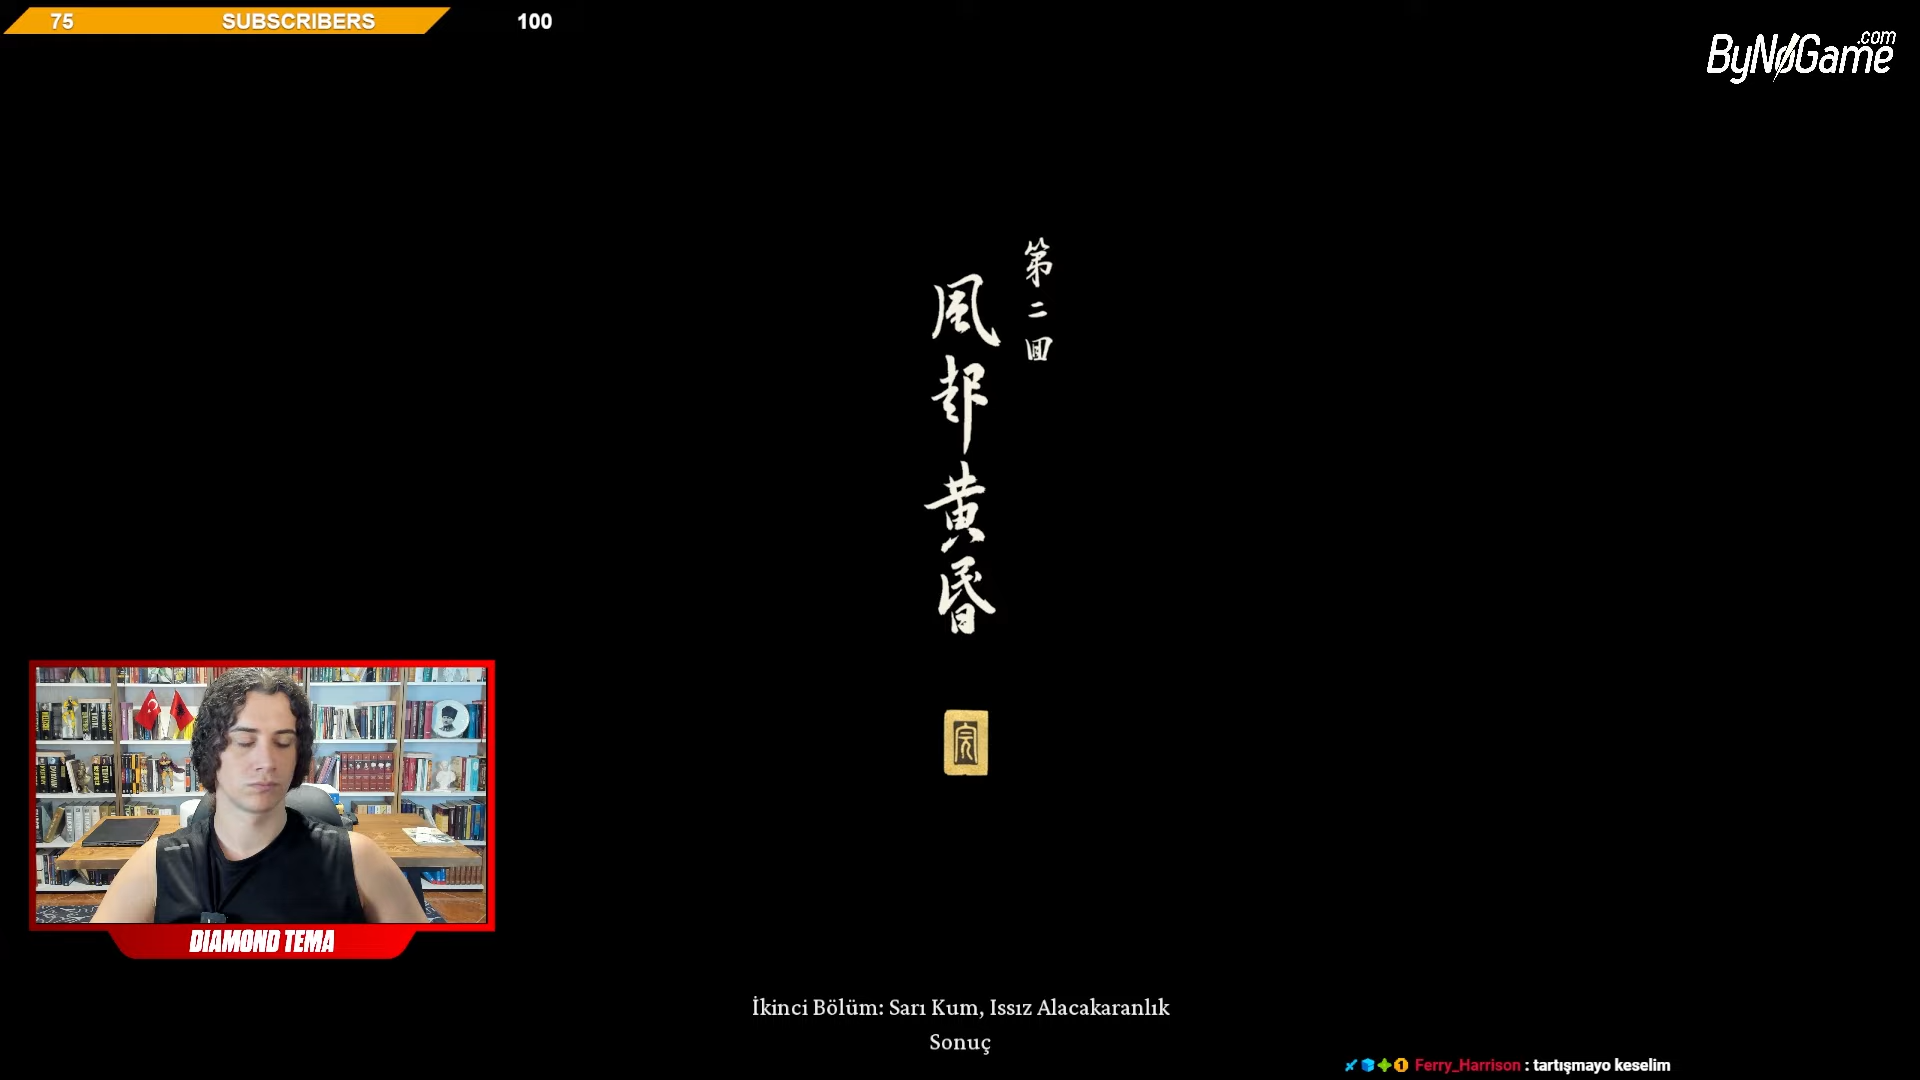 75 SUBSCRIBERS 100
ByNoGame.com
第二回
風起黄昏
完
DIAMOND TEMA
İkinci Bölüm: Sarı Kum, Issız Alacakaranlık
Sonuç
Ferry_Harrison : tartışmayo keselim